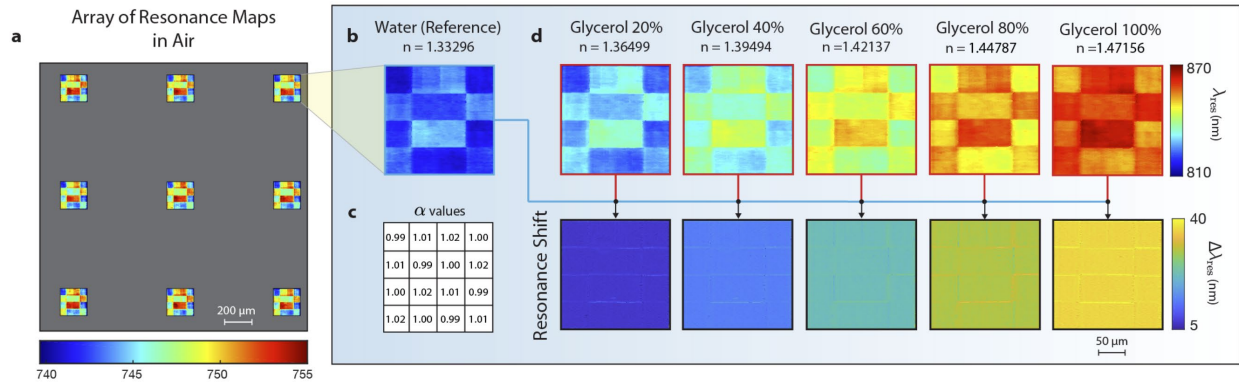 Array of Resonance Maps
in Air
a
200 μm
740 745 750 755
b
Water (Reference)
n = 1.33296
c
α values
0.99 1.01 1.02 1.00
1.01 0.99 1.00 1.02
1.00 1.02 1.01 0.99
1.02 1.00 0.99 1.01
d
Glycerol 20%
n = 1.36499
Glycerol 40%
n = 1.39494
Glycerol 60%
n =1.42137
Glycerol 80%
n = 1.44787
Glycerol 100%
n =1.47156
870
λres (nm)
810
Resonance Shift
40
Δλres (nm)
5
50 μm